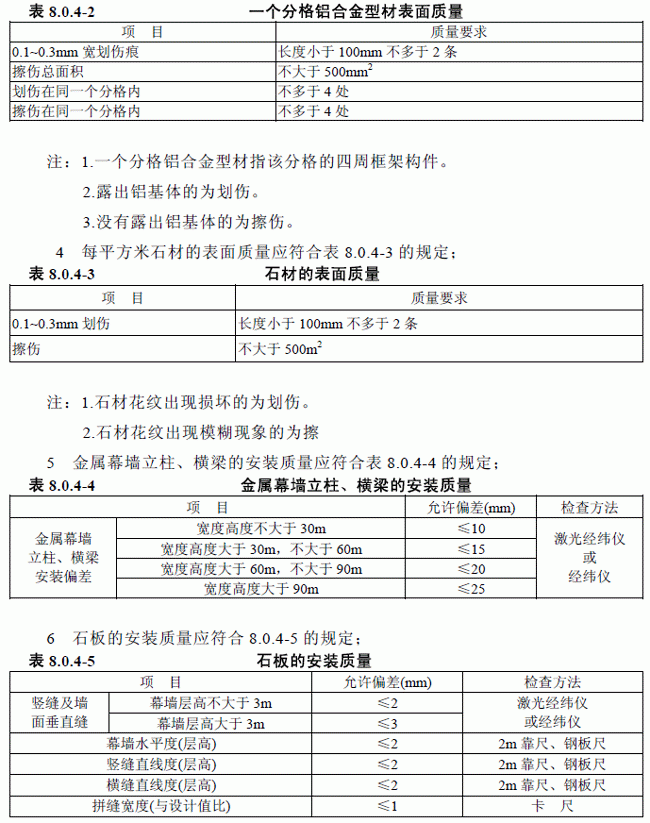 表 8.0.4-2 一个分格铝合金型材表面质量
项 目 质量要求
0.1~0.3mm 宽划伤痕 长度小于 100mm 不多于 2 条
擦伤总面积 不大于 500mm²
划伤在同一个分格内 不多于 4 处
擦伤在同一个分格内 不多于 4 处
注：1.一个分格铝合金型材指该分格的四周框架构件。
2.露出铝基体的为划伤。
3.没有露出铝基体的为擦伤。
4 每平方米石材的表面质量应符合表 8.0.4-3 的规定；
表 8.0.4-3 石材的表面质量
项 目 质量要求
0.1~0.3mm 划伤 长度小于 100mm 不多于 2 条
擦伤 不大于 500m²
注：1.石材花纹出现损坏的为划伤。
2.石材花纹出现模糊现象的为擦
5 金属幕墙立柱、横梁的安装质量应符合表 8.0.4-4 的规定；
表 8.0.4-4 金属幕墙立柱、横梁的安装质量
项 目 允许偏差(mm) 检查方法
金属幕墙
立柱、横梁
安装偏差
宽度高度不大于 30m ≤10
宽度高度大于 30m，不大于 60m ≤15
宽度高度大于 60m，不大于 90m ≤20
宽度高度大于 90m ≤25
激光经纬仪
或
经纬仪
6 石板的安装质量应符合 8.0.4-5 的规定；
表 8.0.4-5 石板的安装质量
项 目 允许偏差(mm) 检查方法
竖缝及墙
面垂直缝
幕墙层高不大于 3m ≤2
幕墙层高大于 3m ≤3
激光经纬仪
或经纬仪
幕墙水平度(层高) ≤2 2m 靠尺、钢板尺
竖缝直线度(层高) ≤2 2m 靠尺、钢板尺
横缝直线度(层高) ≤2 2m 靠尺、钢板尺
拼缝宽度(与设计值比) ≤1 卡 尺